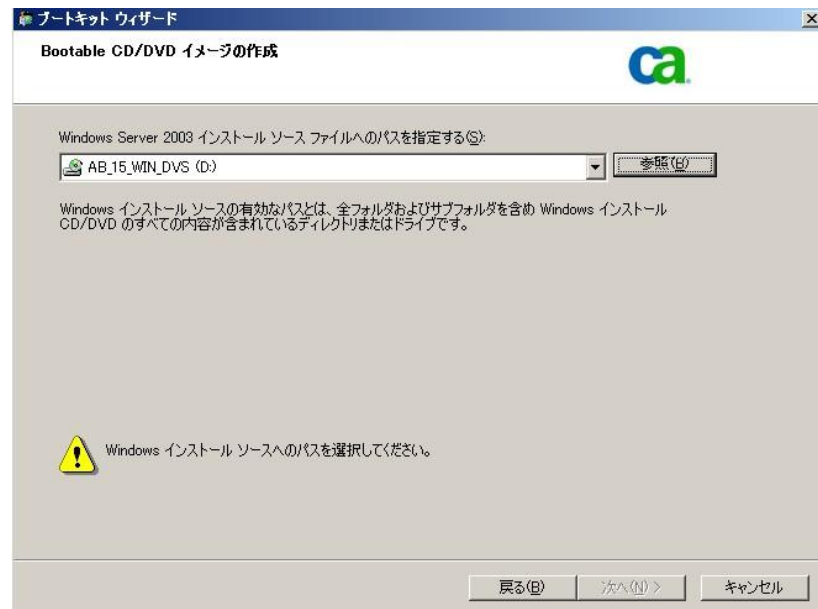 ブートキット ウィザード
Bootable CD/DVD イメージの作成
ca
Windows Server 2003 インストール ソース ファイルへのパスを指定する(S):
AB_15_WIN_DVS (D:)
参照(B)
Windows インストール ソースの有効なパスとは、全フォルダおよびサブフォルダを含め Windows インストール
CD/DVD のすべての内容が含まれているディレクトリまたはドライブです。
Windows インストール ソースへのパスを選択してください。
戻る(B)
次へ(N) >
キャンセル